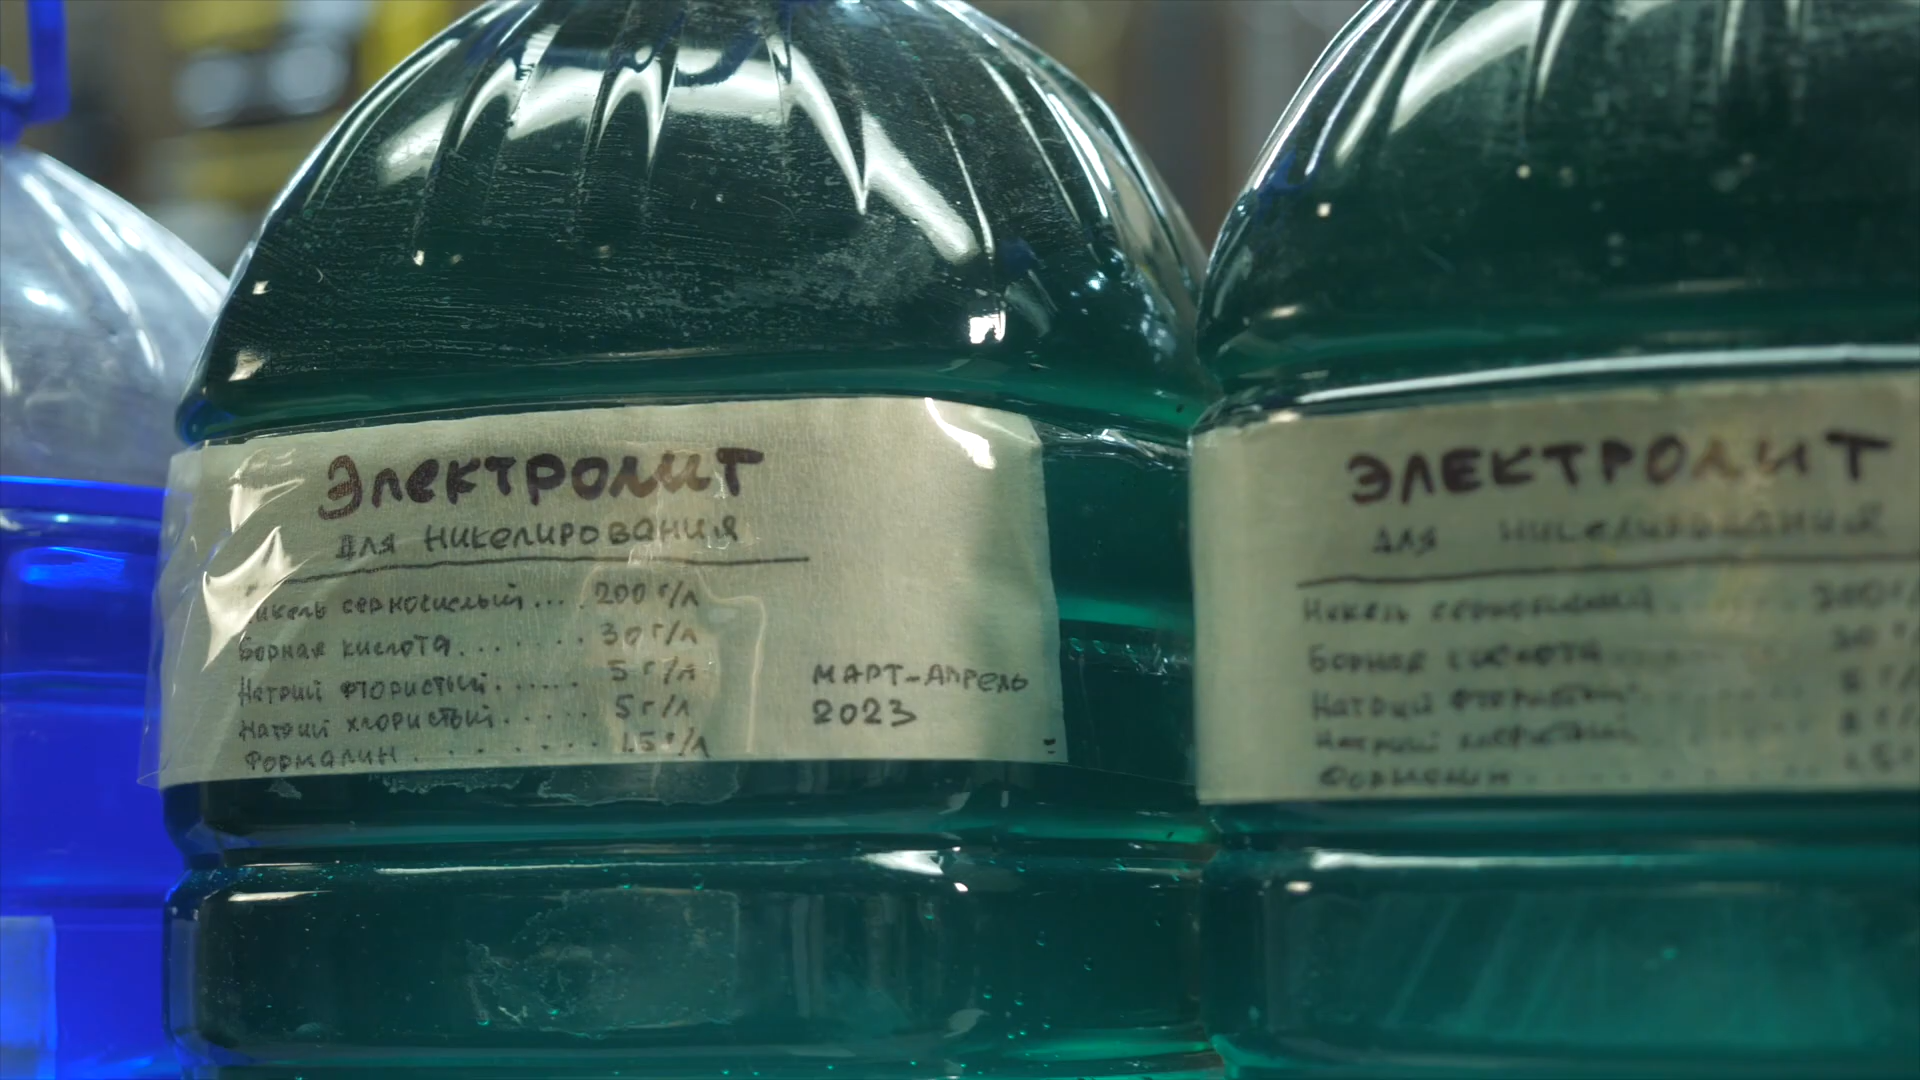 Электролит
для никелирования
Никель сернокислый... . 200 г/л
Борная кислота....... 30 г/л
Натрий фтористый...... 5 г/л
Натрий хлористый...... 5 г/л
Формалин . . . . . . . 1.5 г/л
МАРТ-АПРЕЛЬ
2023
ЭЛЕКТРОЛИТ
для никелирования
Никель сернокислый
Борная кислота
Натрий фтористый
Натрий хлористый
Формалин